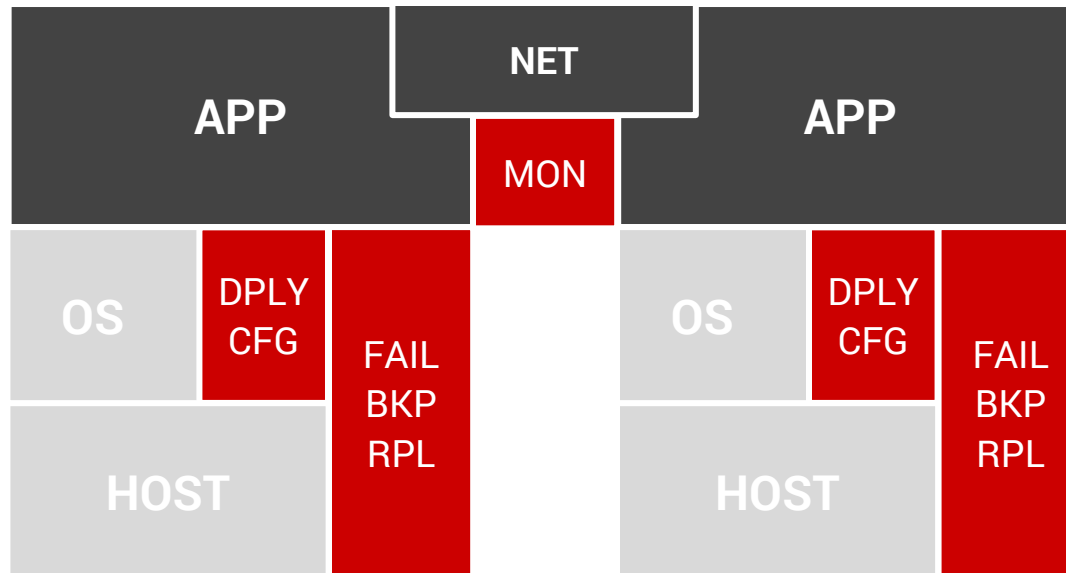 NET
APP
APP
MON
OS
DPLY
CFG
FAIL
BKP
RPL
HOST
OS
DPLY
CFG
FAIL
BKP
RPL
HOST